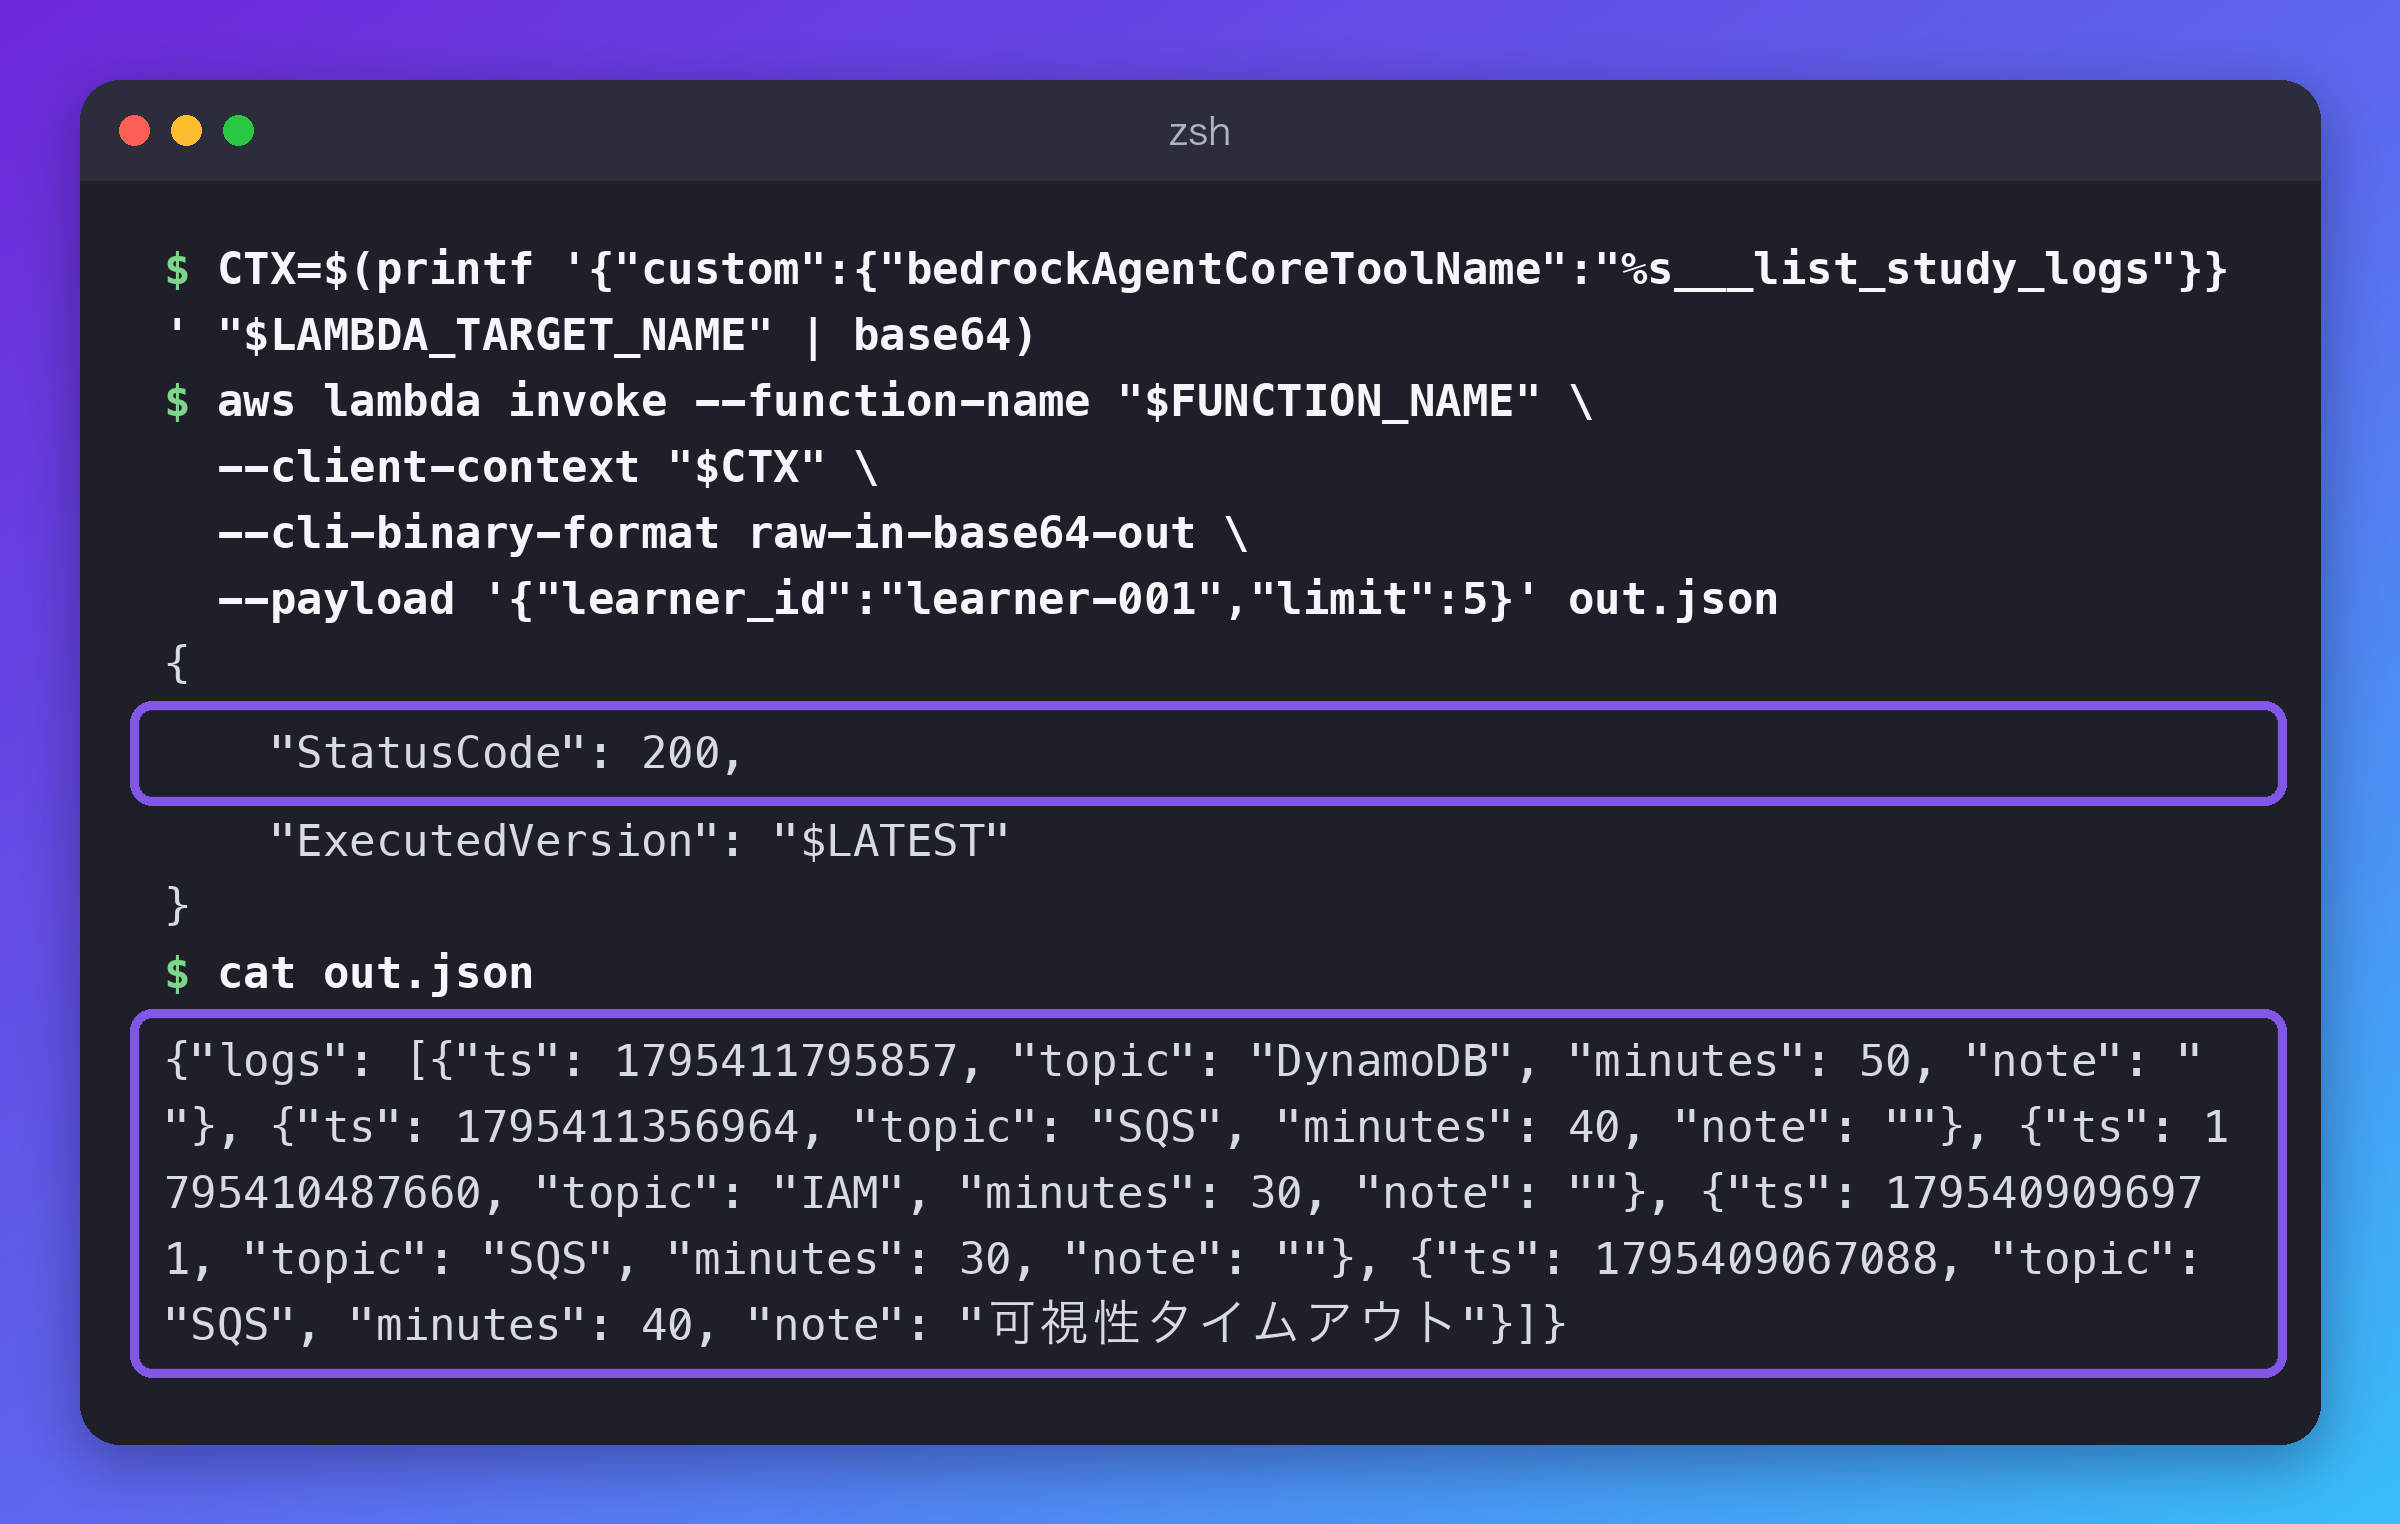 zsh
$ CTX=$(printf '{"custom":{"bedrockAgentCoreToolName":"%s___list_study_logs"}}
' "$LAMBDA_TARGET_NAME" | base64)
$ aws lambda invoke --function-name "$FUNCTION_NAME" \
  --client-context "$CTX" \
  --cli-binary-format raw-in-base64-out \
  --payload '{"learner_id":"learner-001","limit":5}' out.json
{
    "StatusCode": 200,
    "ExecutedVersion": "$LATEST"
}
$ cat out.json
{"logs": [{"ts": 1795411795857, "topic": "DynamoDB", "minutes": 50, "note": "
"}, {"ts": 1795411356964, "topic": "SQS", "minutes": 40, "note": ""}, {"ts": 1
795410487660, "topic": "IAM", "minutes": 30, "note": ""}, {"ts": 179540909697
1, "topic": "SQS", "minutes": 30, "note": ""}, {"ts": 1795409067088, "topic":
"SQS", "minutes": 40, "note": "可視性タイムアウト"}]}